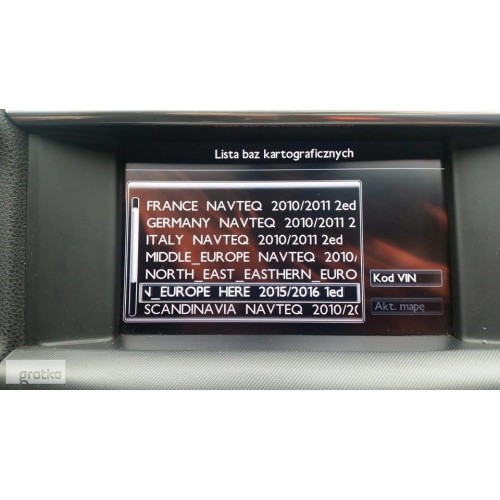 Lista baz kartograficznych
FRANCE NAVTEQ 2010/2011 2ed
GERMANY NAVTEQ 2010/2011 2
ITALY NAVTEQ 2010/2011 2ed
MIDDLE_EUROPE NAVTEQ 2010/
NORTH_EAST_EASTHERN_EURO
_EUROPE HERE 2015/2016 1ed
SCANDINAVIA NAVTEQ 2010/20
Kod VIN
Akt. mapę
gratka